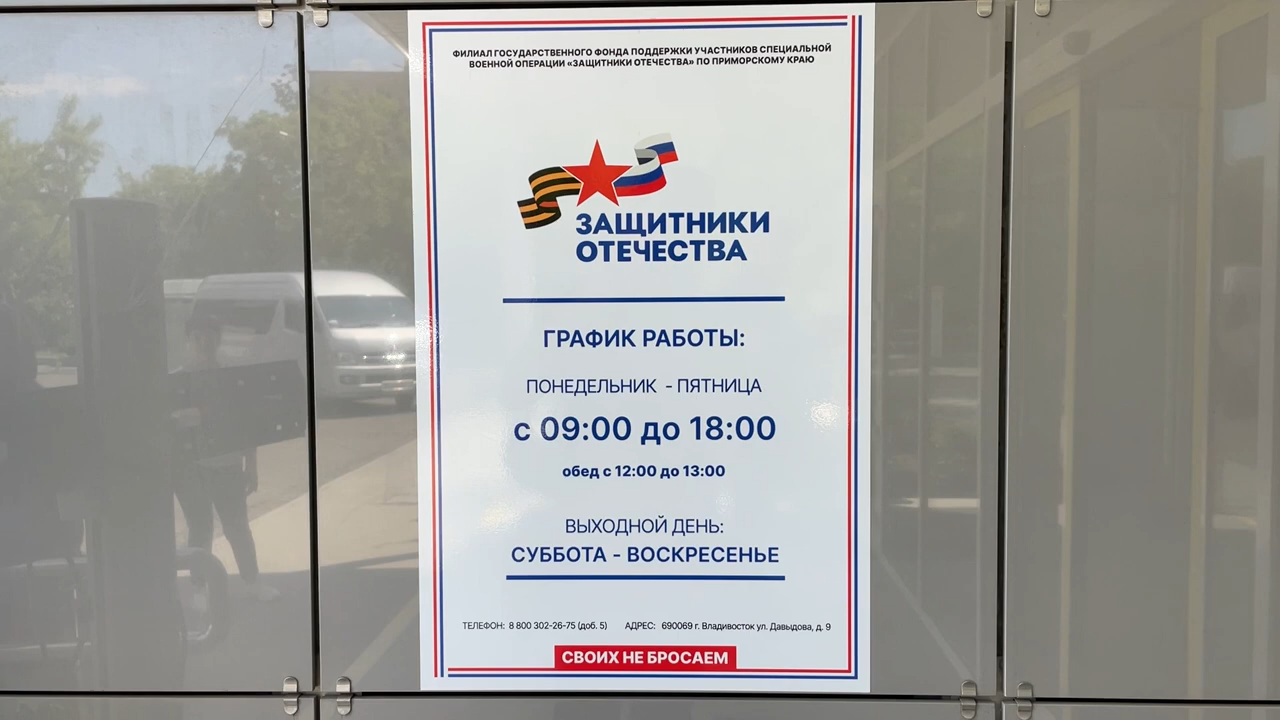 ФИЛИАЛ ГОСУДАРСТВЕННОГО ФОНДА ПОДДЕРЖКИ УЧАСТНИКОВ СПЕЦИАЛЬНОЙ
ВОЕННОЙ ОПЕРАЦИИ «ЗАЩИТНИКИ ОТЕЧЕСТВА» ПО ПРИМОРСКОМУ КРАЮ
ЗАЩИТНИКИ
ОТЕЧЕСТВА
ГРАФИК РАБОТЫ:
ПОНЕДЕЛЬНИК - ПЯТНИЦА
с 09:00 до 18:00
обед с 12:00 до 13:00
ВЫХОДНОЙ ДЕНЬ:
СУББОТА - ВОСКРЕСЕНЬЕ
ТЕЛЕФОН: 8 800 302-26-75 (доб. 5) АДРЕС: 690069 г. Владивосток ул. Давыдова, д. 9
СВОИХ НЕ БРОСАЕМ